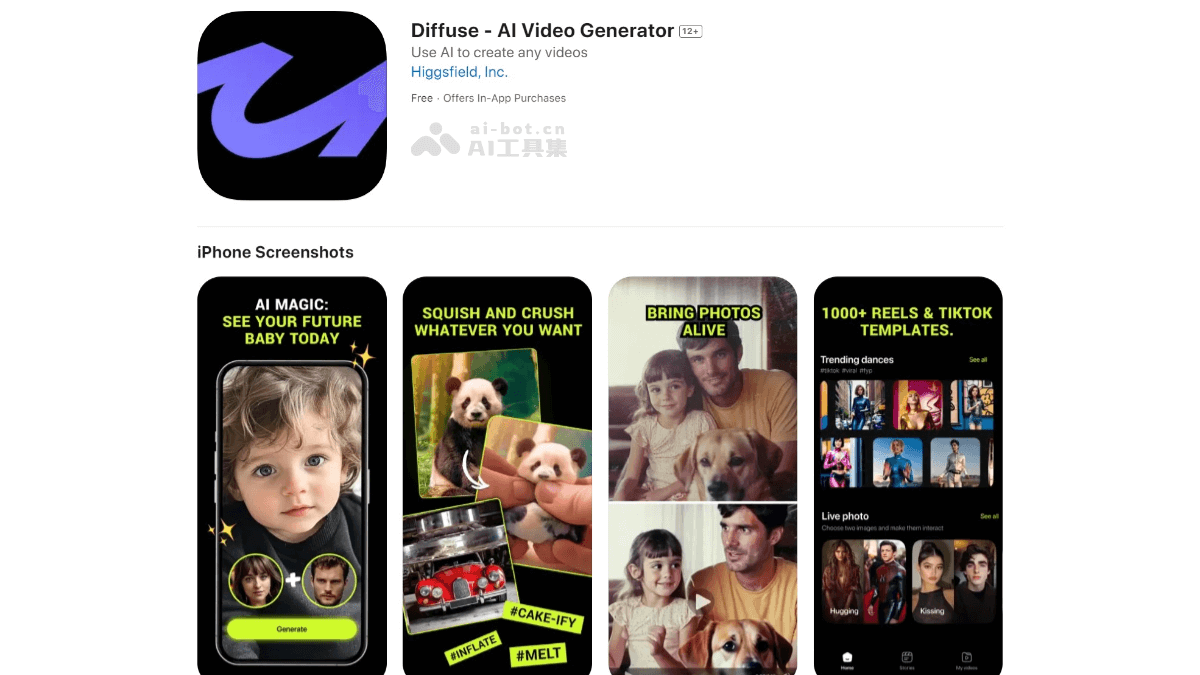 Diffuse - AI Video Generator 12+
Use AI to create any videos
Higgsfield, Inc.
Free · Offers In-App Purchases
ai-bot.cn
AI工具集
iPhone Screenshots
AI MAGIC:
SEE YOUR FUTURE
BABY TODAY
Generate
SQUISH AND CRUSH
WHATEVER YOU WANT
#CAKE-IFY
#INFLATE
#MELT
BRING PHOTOS
ALIVE
1000+ REELS & TIKTOK
TEMPLATES.
Trending dances
See all
#tiktok #viral #fyp
Live photo
See all
Choose two images and make them interact
Hugging
Kissing
Home
Stories
My videos